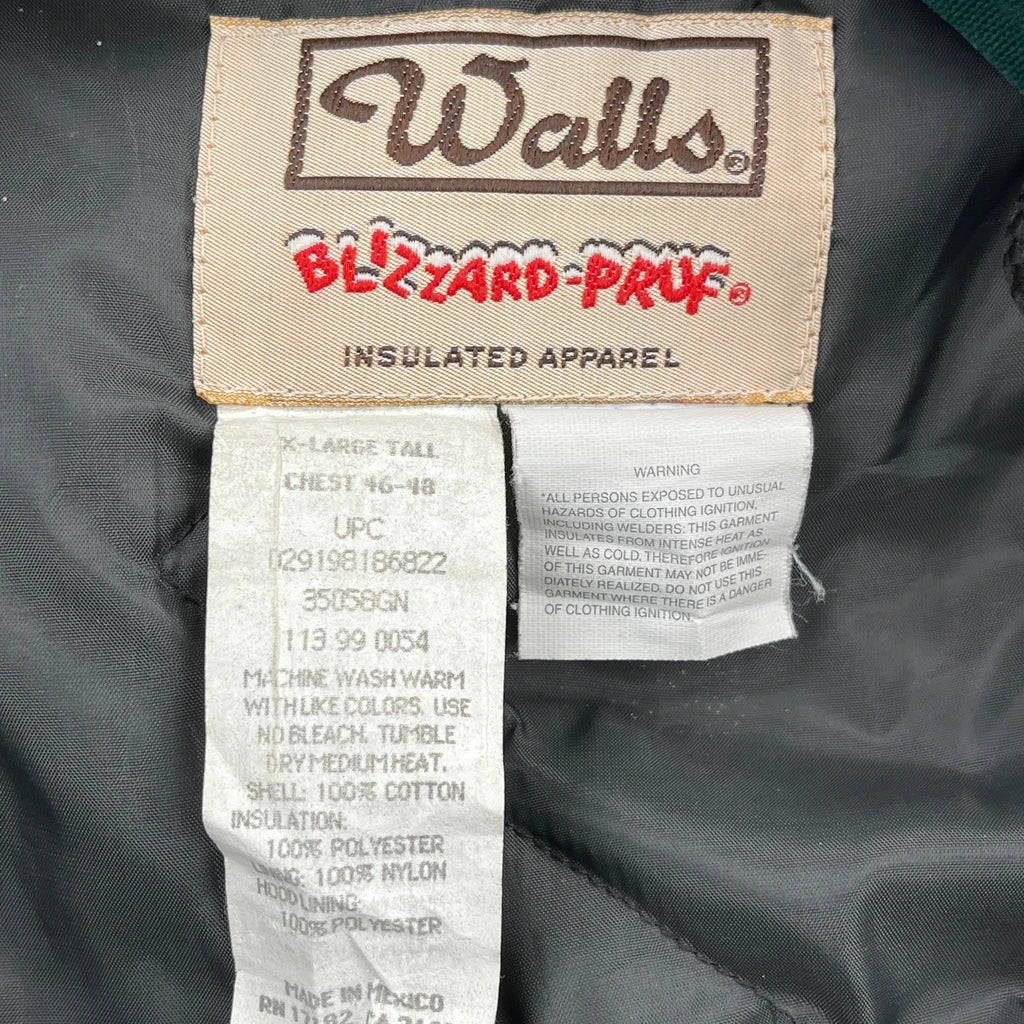 Walls®
BLIZZARD-PRUF®
INSULATED APPAREL
X-LARGE TALL
CHEST 46-48
UPC
029198186822
35058GN
113 99 0054
MACHINE WASH WARM
WITH LIKE COLORS. USE
NO BLEACH. TUMBLE
DRY MEDIUM HEAT.
SHELL: 100% COTTON
INSULATION:
100% POLYESTER
LINING: 100% NYLON
HOOD LINING:
100% POLYESTER
MADE IN MEXICO
RN
WARNING
*ALL PERSONS EXPOSED TO UNUSUAL
HAZARDS OF CLOTHING IGNITION,
INCLUDING WELDERS: THIS GARMENT
INSULATES FROM INTENSE HEAT AS
WELL AS COLD. THEREFORE IGNITION
OF THIS GARMENT MAY NOT BE IMME-
DIATELY REALIZED. DO NOT USE THIS
GARMENT WHERE THERE IS A DANGER
OF CLOTHING IGNITION.